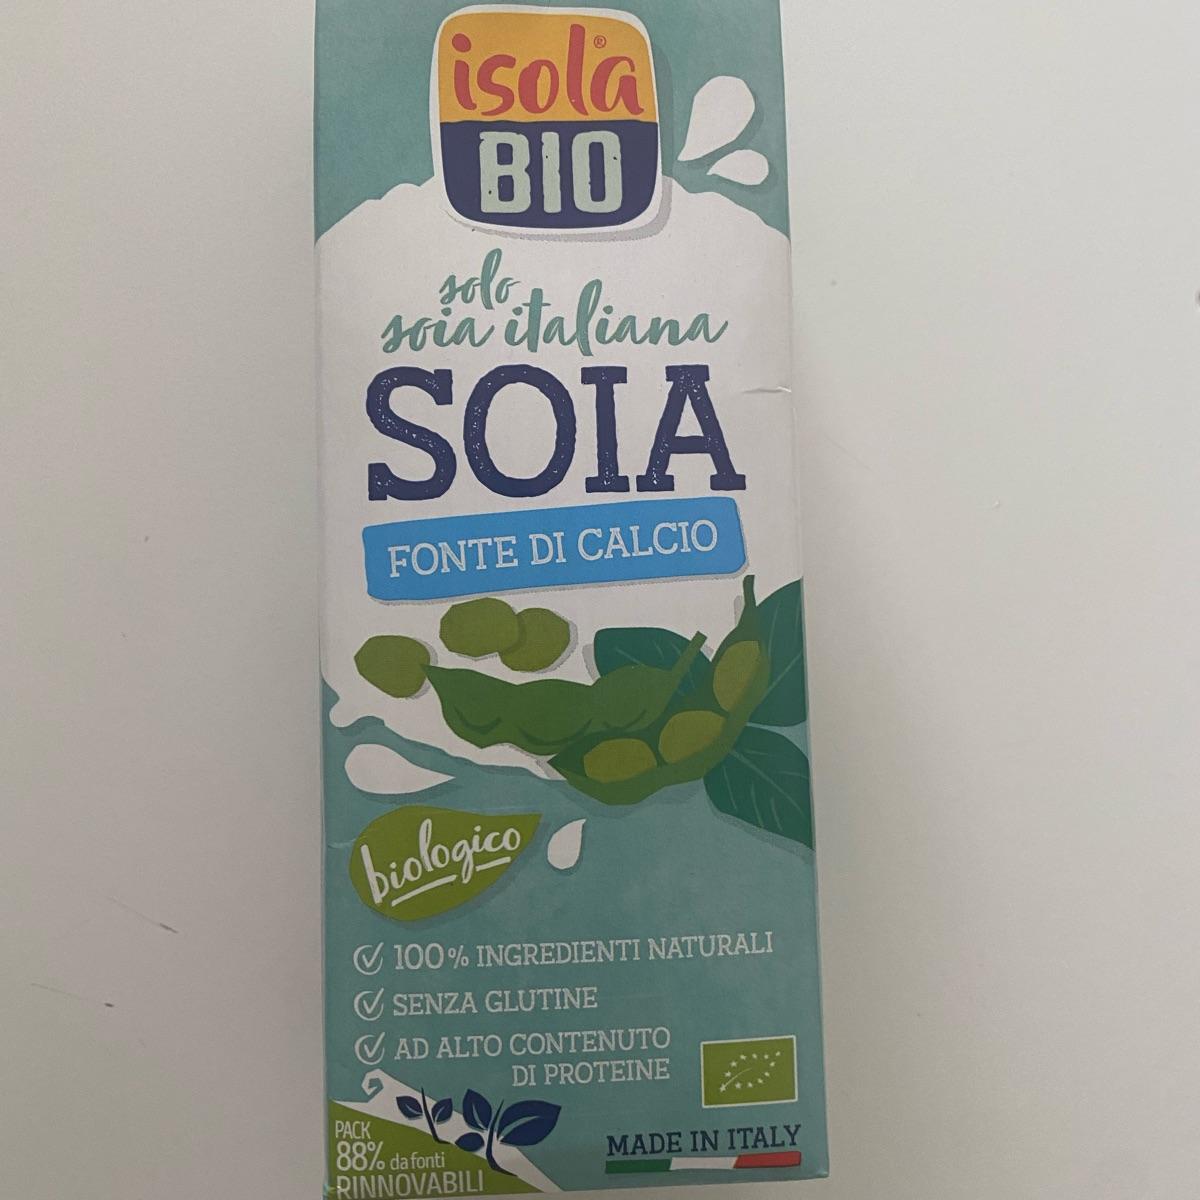 isola®
BIO
solo
soia italiana
SOIA
FONTE DI CALCIO
biologico
100% INGREDIENTI NATURALI
SENZA GLUTINE
AD ALTO CONTENUTO
DI PROTEINE
PACK
88% da fonti
RINNOVABILI
MADE IN ITALY